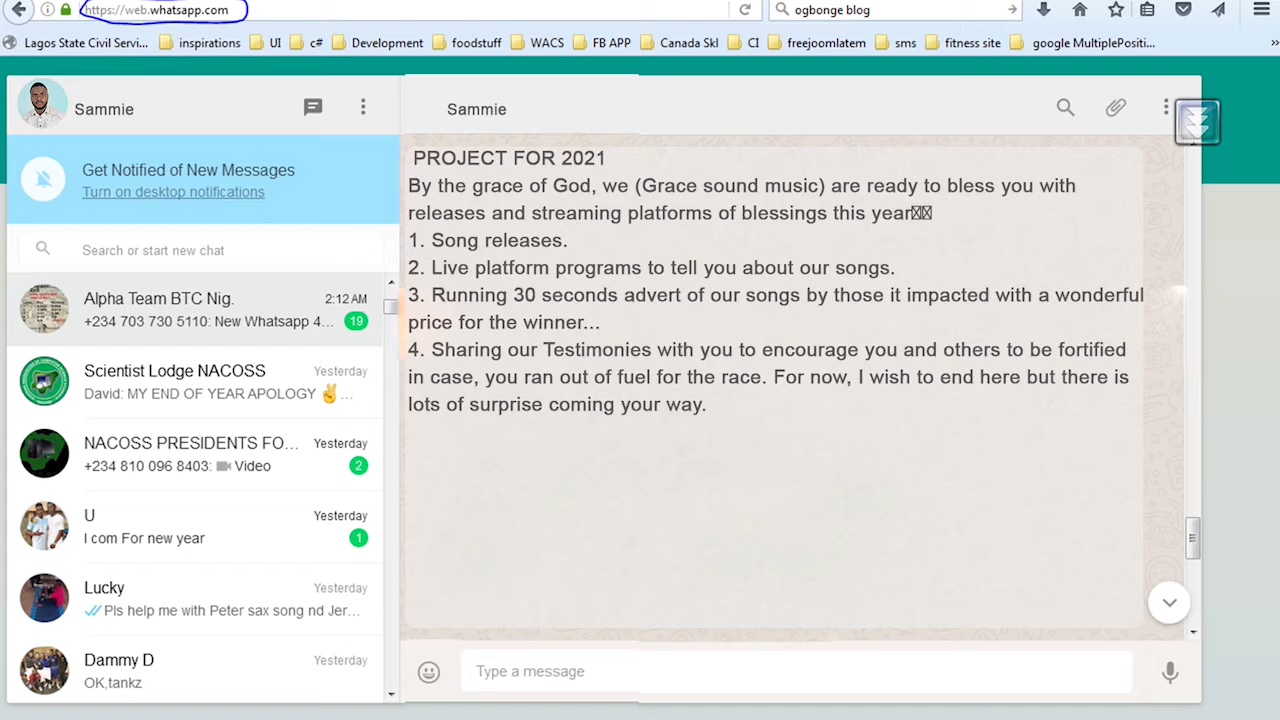 https://web.whatsapp.com
ogbonge blog
Lagos State Civil Servi... inspirations UI c# Development foodstuff WACS FB APP Canada Skl CI freejoomlatem sms fitness site google MultiplePositi...
Sammie
Get Notified of New Messages
Turn on desktop notifications
Search or start new chat
Alpha Team BTC Nig. 2:12 AM
+234 703 730 5110: New Whatsapp 4... 19
Scientist Lodge NACOSS Yesterday
David: MY END OF YEAR APOLOGY ✌...
NACOSS PRESIDENTS FO... Yesterday
+234 810 096 8403: Video 2
U Yesterday
I com For new year 1
Lucky Yesterday
Pls help me with Peter sax song nd Jer...
Dammy D Yesterday
OK,tankz
Sammie
PROJECT FOR 2021
By the grace of God, we (Grace sound music) are ready to bless you with
releases and streaming platforms of blessings this year
1. Song releases.
2. Live platform programs to tell you about our songs.
3. Running 30 seconds advert of our songs by those it impacted with a wonderful
price for the winner...
4. Sharing our Testimonies with you to encourage you and others to be fortified
in case, you ran out of fuel for the race. For now, I wish to end here but there is
lots of surprise coming your way.
Type a message